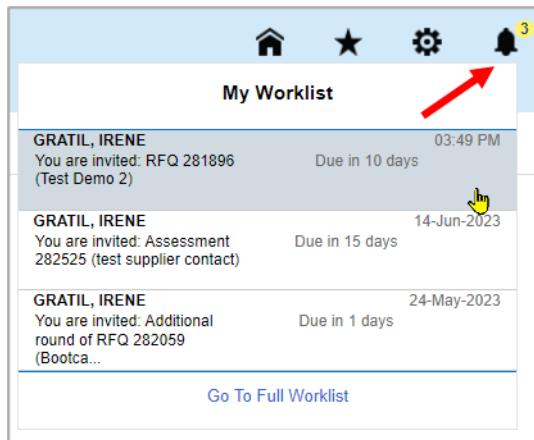 3
My Worklist
GRATIL, IRENE
03:49 PM
You are invited: RFQ 281896
Due in 10 days
(Test Demo 2)
GRATIL, IRENE
14-Jun-2023
You are invited: Assessment
Due in 15 days
282525 (test supplier contact)
GRATIL, IRENE
24-May-2023
You are invited: Additional
Due in 1 days
round of RFQ 282059
(Bootca...
Go To Full Worklist